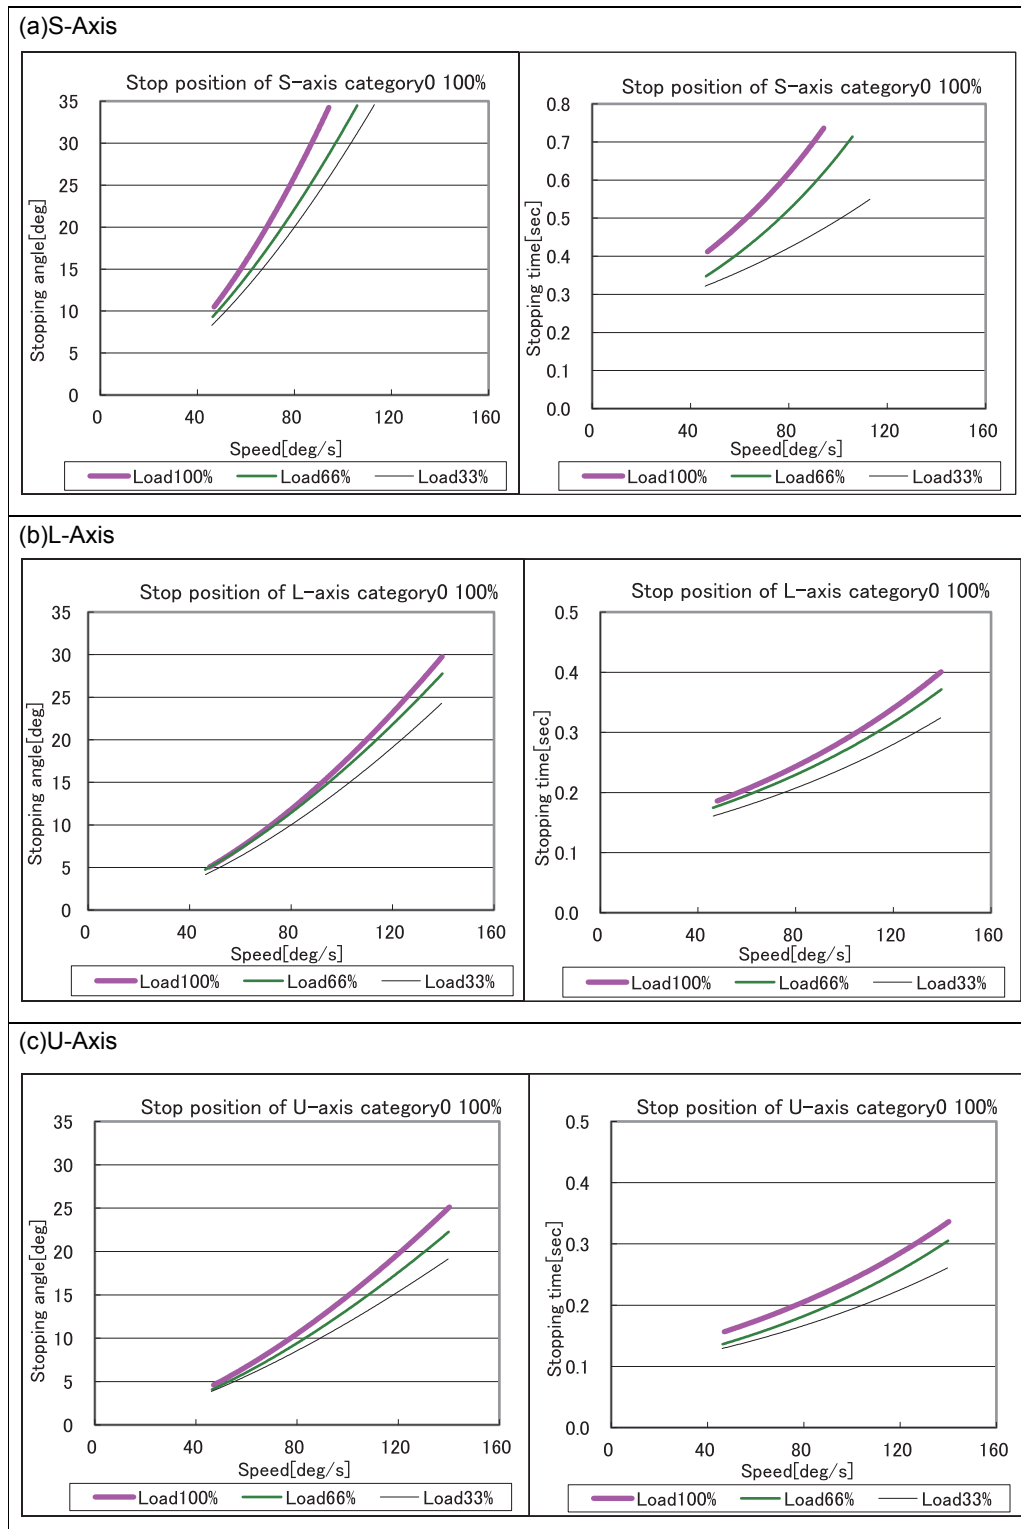 (a)S-Axis
Stop position of S-axis category0 100%
35
30
25
20
15
10
5
0
Stopping angle[deg]
0 40 80 120 160
Speed[deg/s]
Load100% Load66% Load33%
Stop position of S-axis category0 100%
0.8
0.7
0.6
0.5
0.4
0.3
0.2
0.1
0.0
Stopping time[sec]
0 40 80 120 160
Speed[deg/s]
Load100% Load66% Load33%
(b)L-Axis
Stop position of L-axis category0 100%
35
30
25
20
15
10
5
0
Stopping angle[deg]
0 40 80 120 160
Speed[deg/s]
Load100% Load66% Load33%
Stop position of L-axis category0 100%
0.5
0.4
0.3
0.2
0.1
0.0
Stopping time[sec]
0 40 80 120 160
Speed[deg/s]
Load100% Load66% Load33%
(c)U-Axis
Stop position of U-axis category0 100%
35
30
25
20
15
10
5
0
Stopping angle[deg]
0 40 80 120 160
Speed[deg/s]
Load100% Load66% Load33%
Stop position of U-axis category0 100%
0.5
0.4
0.3
0.2
0.1
0.0
Stopping time[sec]
0 40 80 120 160
Speed[deg/s]
Load100% Load66% Load33%